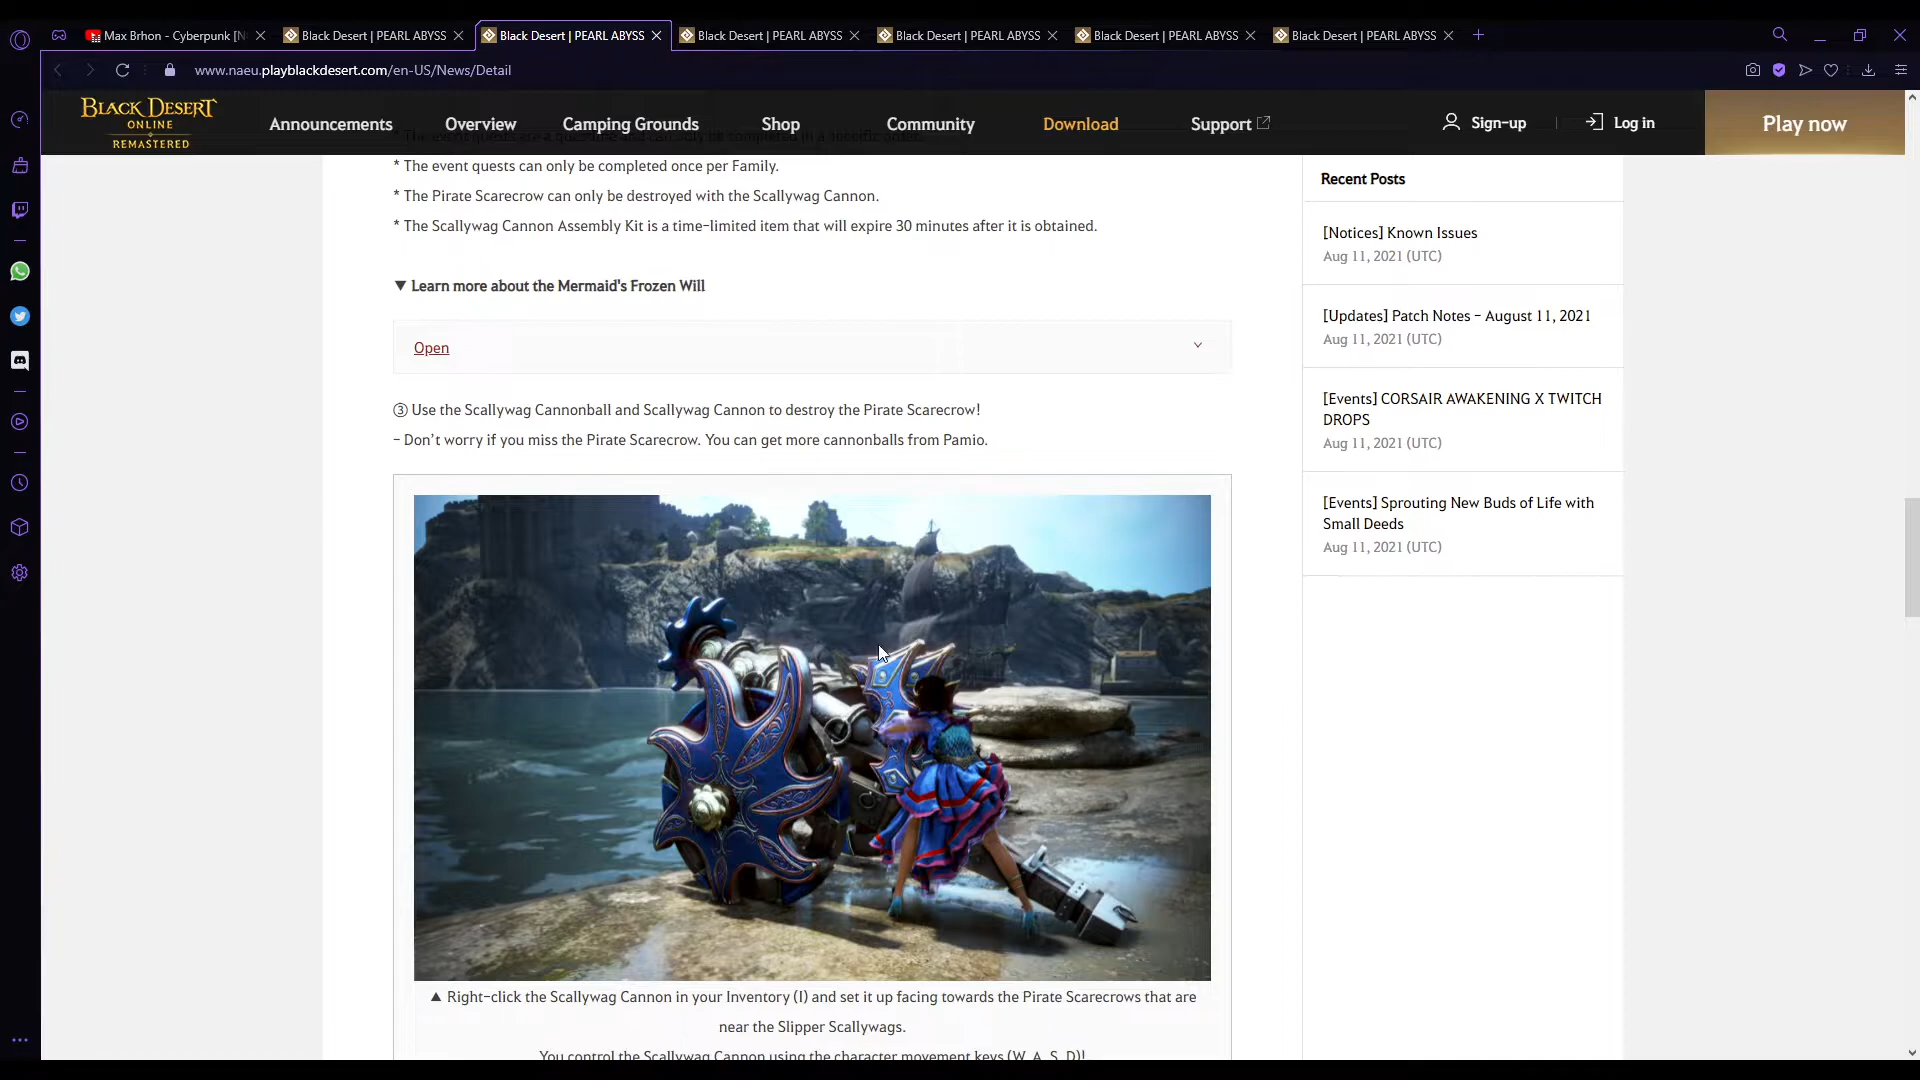 Max Brhon - Cyberpunk [N
Black Desert | PEARL ABYSS
Black Desert | PEARL ABYSS
Black Desert | PEARL ABYSS
Black Desert | PEARL ABYSS
Black Desert | PEARL ABYSS
Black Desert | PEARL ABYSS
www.naeu.playblackdesert.com/en-US/News/Detail
BLACK DESERT
ONLINE
REMASTERED
Announcements
Overview
Camping Grounds
Shop
Community
Download
Support
Sign-up
Log in
Play now
* The event quests can only be completed once per Family.
* The Pirate Scarecrow can only be destroyed with the Scallywag Cannon.
* The Scallywag Cannon Assembly Kit is a time-limited item that will expire 30 minutes after it is obtained.
▼ Learn more about the Mermaid's Frozen Will
Open
③ Use the Scallywag Cannonball and Scallywag Cannon to destroy the Pirate Scarecrow!
- Don't worry if you miss the Pirate Scarecrow. You can get more cannonballs from Pamio.
▲ Right-click the Scallywag Cannon in your Inventory (I) and set it up facing towards the Pirate Scarecrows that are
near the Slipper Scallywags.
You control the Scallywag Cannon using the character movement keys (W, A, S, D)!
Recent Posts
[Notices] Known Issues
Aug 11, 2021 (UTC)
[Updates] Patch Notes - August 11, 2021
Aug 11, 2021 (UTC)
[Events] CORSAIR AWAKENING X TWITCH
DROPS
Aug 11, 2021 (UTC)
[Events] Sprouting New Buds of Life with
Small Deeds
Aug 11, 2021 (UTC)